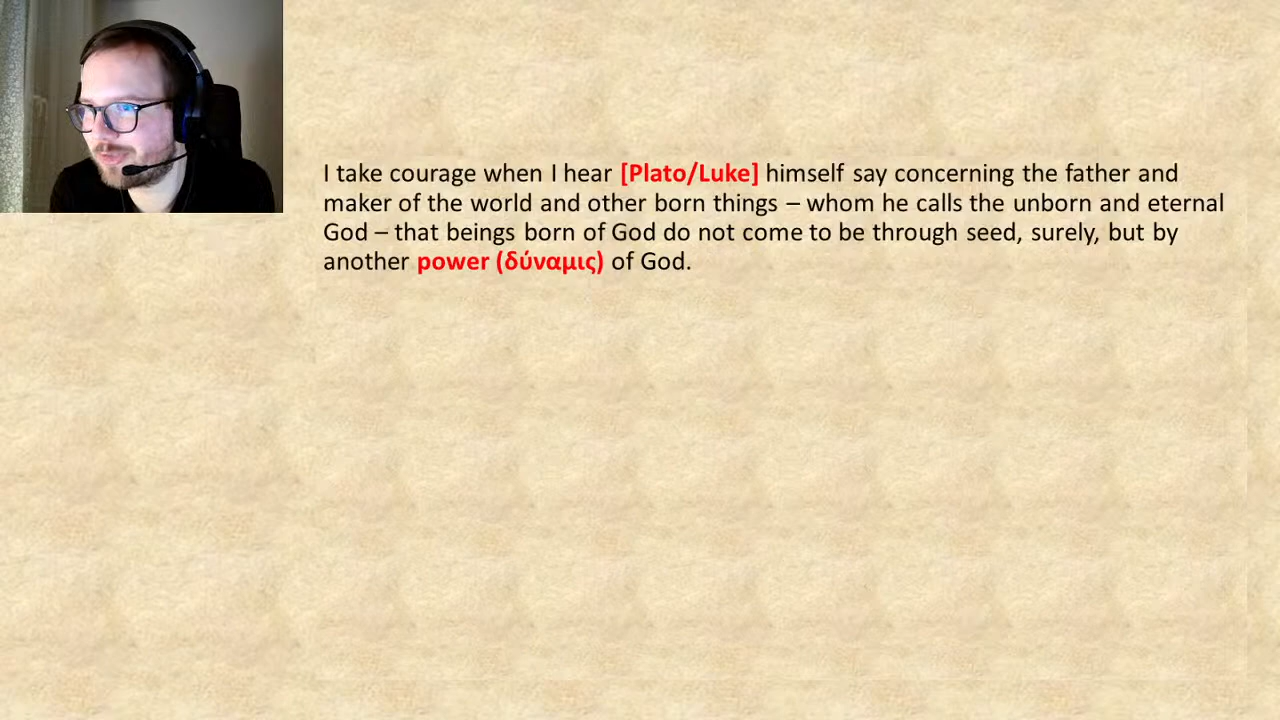 I take courage when I hear [Plato/Luke] himself say concerning the father and
maker of the world and other born things – whom he calls the unborn and eternal
God – that beings born of God do not come to be through seed, surely, but by
another power (δύναμις) of God.